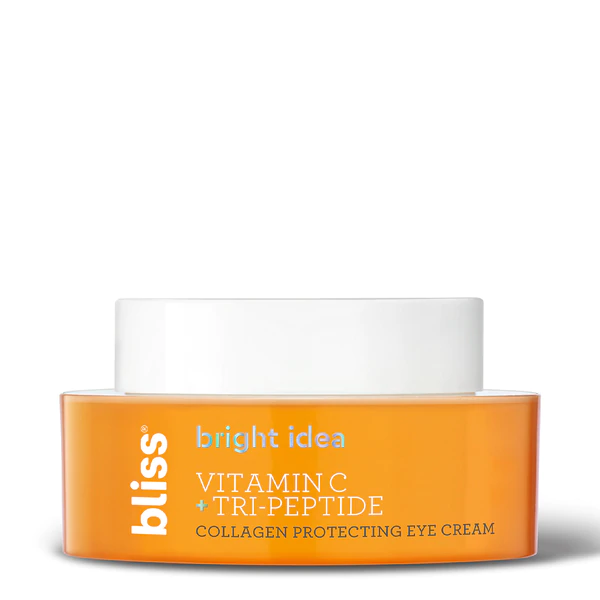 bliss®
bright idea
VITAMIN C
+TRI-PEPTIDE
COLLAGEN PROTECTING EYE CREAM